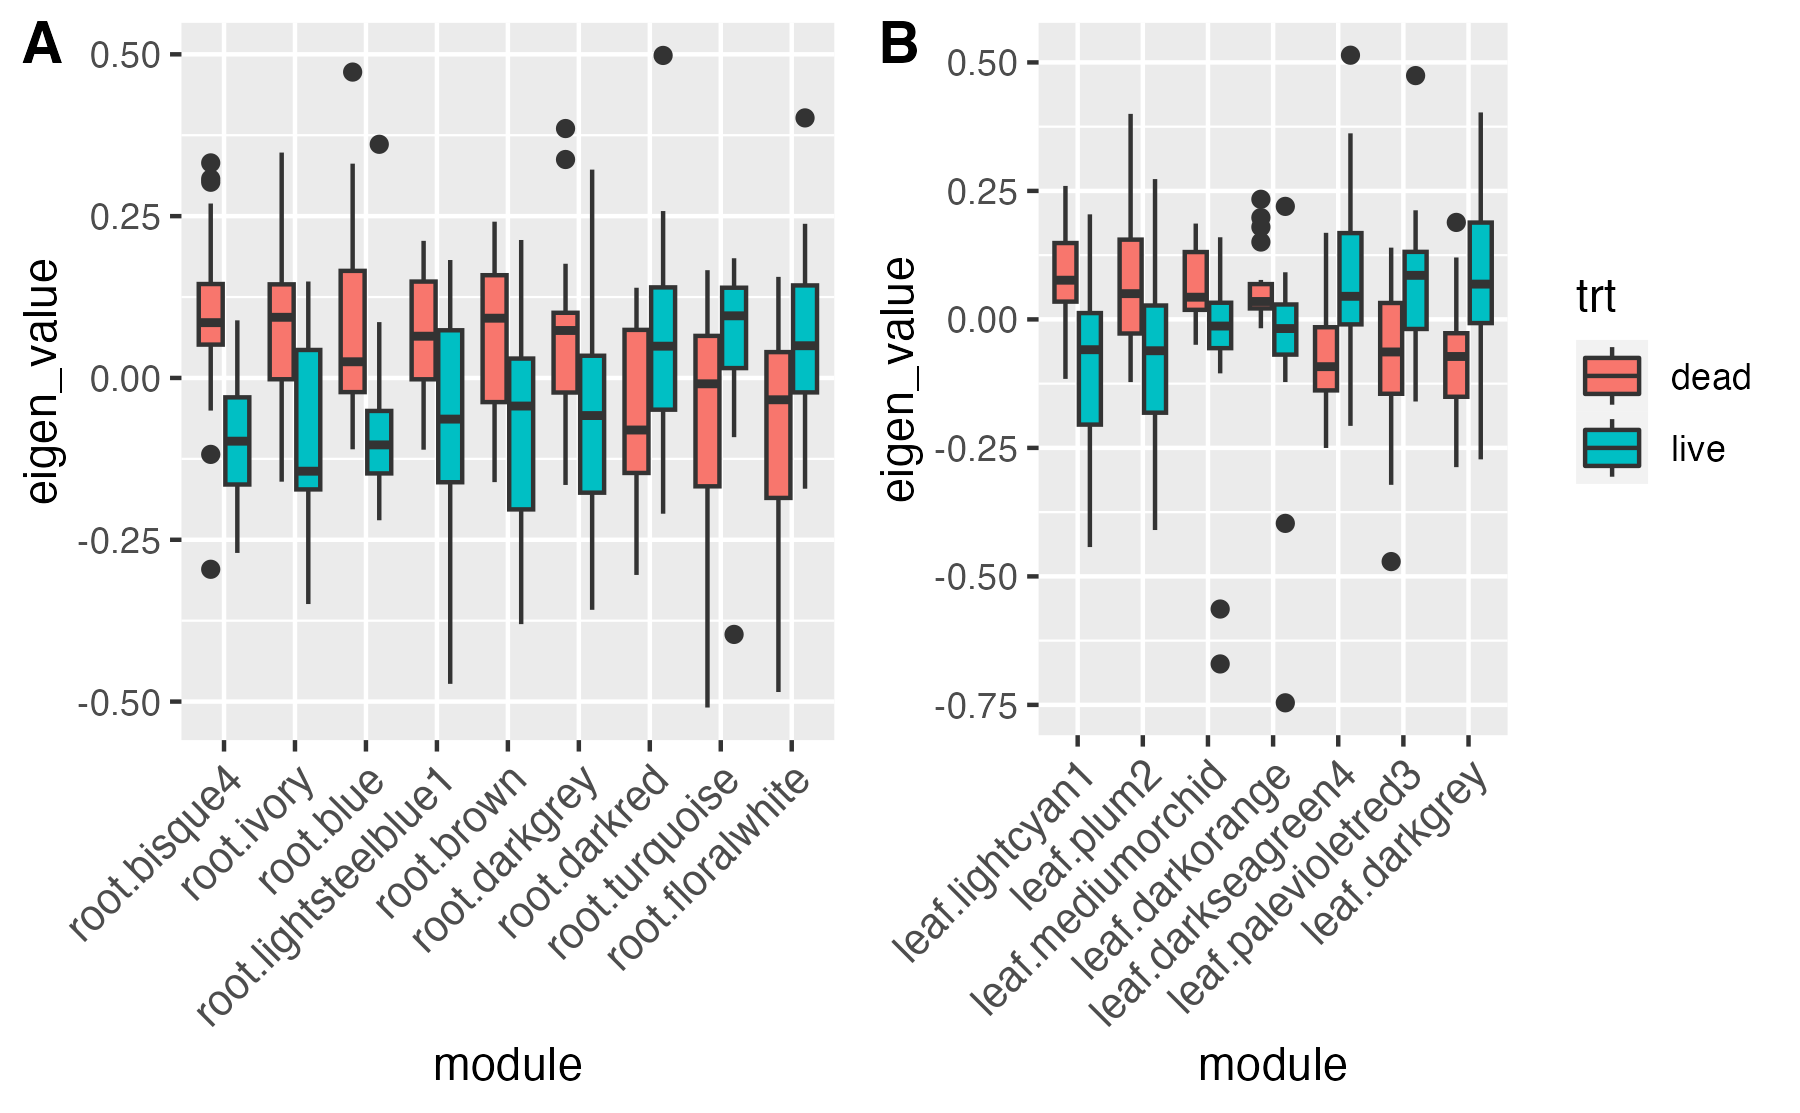 A
0.50
0.25
0.00
-0.25
-0.50
eigen_value
root.bisque4
root.ivory
root.blue
root.lightsteelblue1
root.brown
root.darkgrey
root.darkred
root.turquoise
root.floralwhite
module
B
0.50
0.25
0.00
-0.25
-0.50
-0.75
eigen_value
leaf.lightcyan1
leaf.plum2
leaf.mediumorchid
leaf.darkorange
leaf.darkseagreen4
leaf.palevioletred3
leaf.darkgrey
module
trt
dead
live